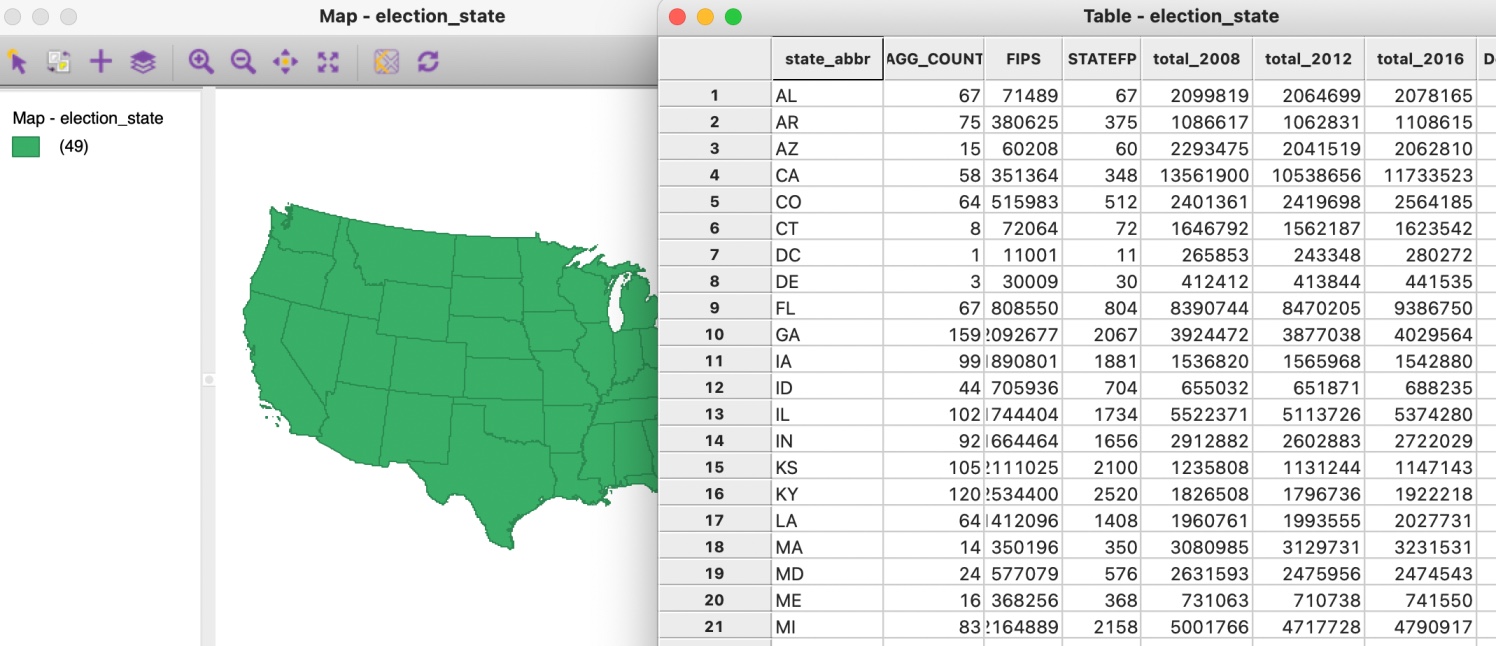 Map - election_state
Map - election_state
(49)
Table - election_state
state_abbr AGG_COUNT FIPS STATEFP total_2008 total_2012 total_2016
1 AL 67 71489 67 2099819 2064699 2078165
2 AR 75 380625 375 1086617 1062831 1108615
3 AZ 15 60208 60 2293475 2041519 2062810
4 CA 58 351364 348 13561900 10538656 11733523
5 CO 64 515983 512 2401361 2419698 2564185
6 CT 8 72064 72 1646792 1562187 1623542
7 DC 1 11001 11 265853 243348 280272
8 DE 3 30009 30 412412 413844 441535
9 FL 67 808550 804 8390744 8470205 9386750
10 GA 159 2092677 2067 3924472 3877038 4029564
11 IA 99 1890801 1881 1536820 1565968 1542880
12 ID 44 705936 704 655032 651871 688235
13 IL 102 1744404 1734 5522371 5113726 5374280
14 IN 92 1664464 1656 2912882 2602883 2722029
15 KS 105 2111025 2100 1235808 1131244 1147143
16 KY 120 2534400 2520 1826508 1796736 1922218
17 LA 64 1412096 1408 1960761 1993555 2027731
18 MA 14 350196 350 3080985 3129731 3231531
19 MD 24 577079 576 2631593 2475956 2474543
20 ME 16 368256 368 731063 710738 741550
21 MI 83 2164889 2158 5001766 4717728 4790917